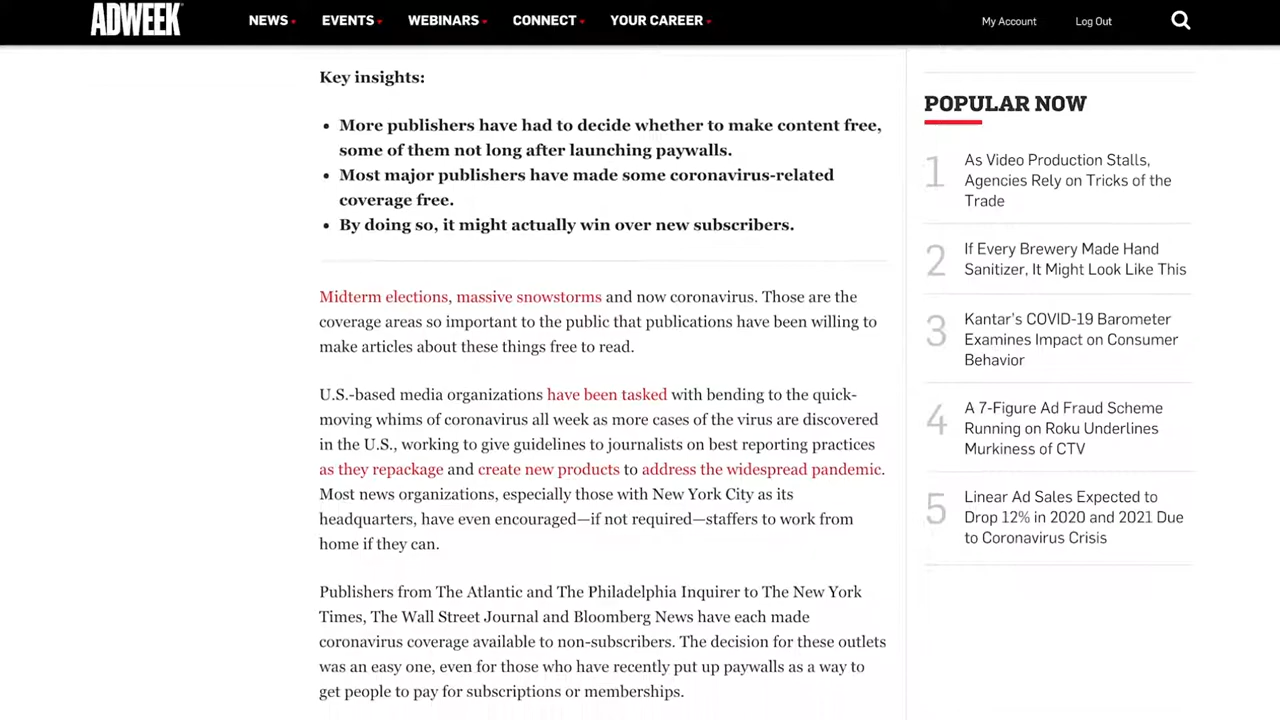 ADWEEK
NEWS EVENTS WEBINARS CONNECT YOUR CAREER My Account Log Out
Key insights:
• More publishers have had to decide whether to make content free,
some of them not long after launching paywalls.
• Most major publishers have made some coronavirus-related
coverage free.
• By doing so, it might actually win over new subscribers.
Midterm elections, massive snowstorms and now coronavirus. Those are the
coverage areas so important to the public that publications have been willing to
make articles about these things free to read.
U.S.-based media organizations have been tasked with bending to the quick-
moving whims of coronavirus all week as more cases of the virus are discovered
in the U.S., working to give guidelines to journalists on best reporting practices
as they repackage and create new products to address the widespread pandemic.
Most news organizations, especially those with New York City as its
headquarters, have even encouraged—if not required—staffers to work from
home if they can.
Publishers from The Atlantic and The Philadelphia Inquirer to The New York
Times, The Wall Street Journal and Bloomberg News have each made
coronavirus coverage available to non-subscribers. The decision for these outlets
was an easy one, even for those who have recently put up paywalls as a way to
get people to pay for subscriptions or memberships.
POPULAR NOW
1 As Video Production Stalls,
Agencies Rely on Tricks of the
Trade
2 If Every Brewery Made Hand
Sanitizer, It Might Look Like This
3 Kantar's COVID-19 Barometer
Examines Impact on Consumer
Behavior
4 A 7-Figure Ad Fraud Scheme
Running on Roku Underlines
Murkiness of CTV
5 Linear Ad Sales Expected to
Drop 12% in 2020 and 2021 Due
to Coronavirus Crisis